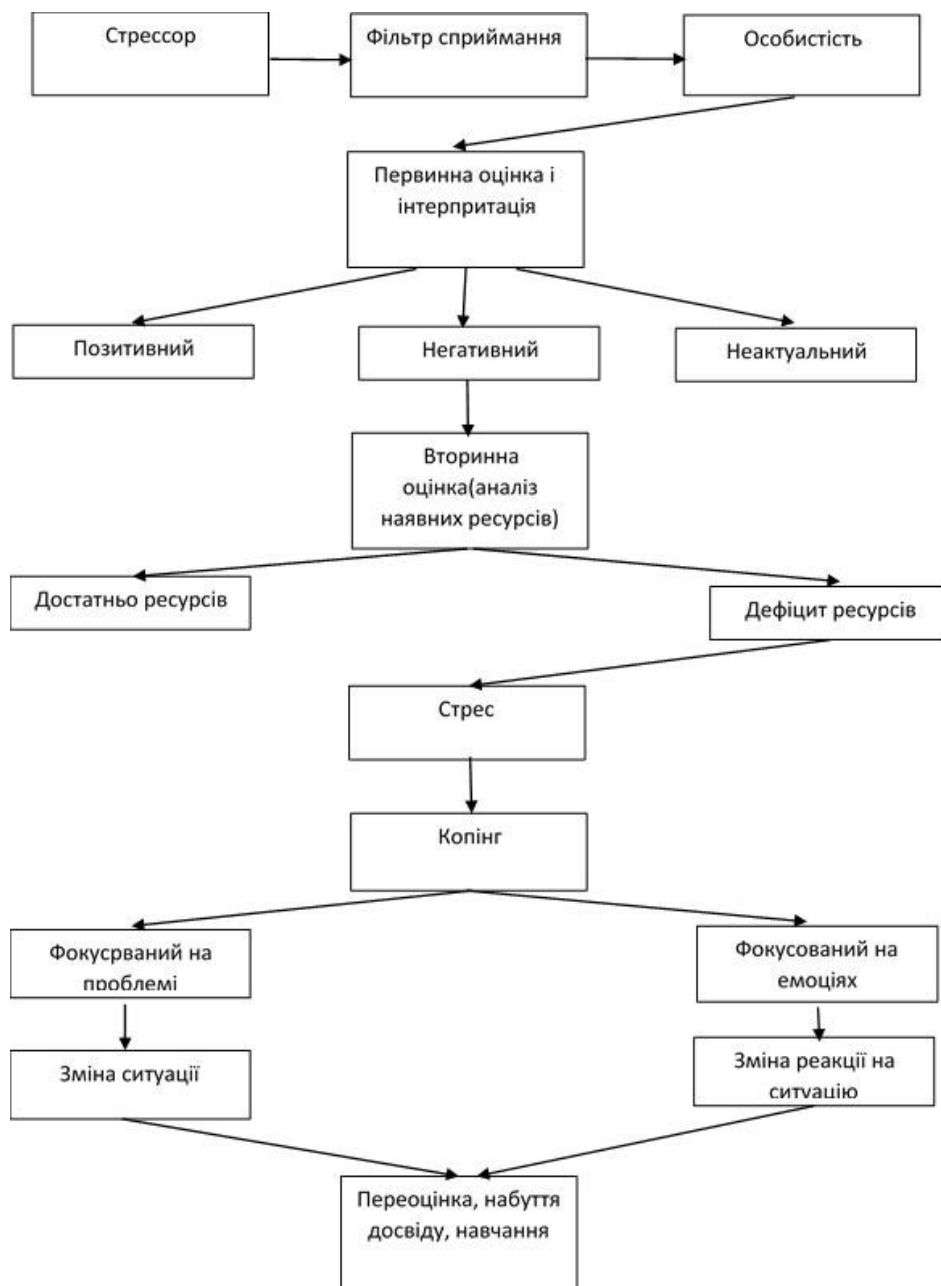 Стрессор
Фільтр сприймання
Особистість
Первинна оцінка і
інтерпритація
Позитивний
Негативний
Неактуальний
Вторинна
оцінка(аналіз
наявних ресурсів)
Достатньо ресурсів
Дефіцит ресурсів
Стрес
Копінг
Фокусрваний на
проблемі
Фокусований на
емоціях
Зміна ситуації
Зміна реакції на
ситуацію
Переоцінка, набуття
досвіду, навчання